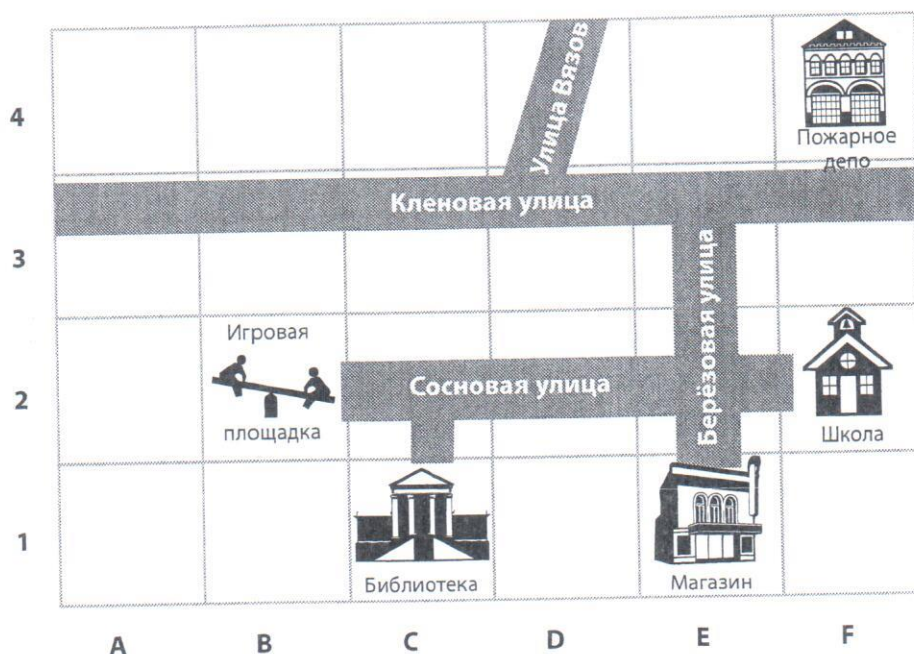 4
Улица Вязов
Пожарное
депо
Кленовая улица
3
Берёзовая улица
Игровая
площадка
2
Сосновая улица
Школа
1
Библиотека
Магазин
A B C D E F